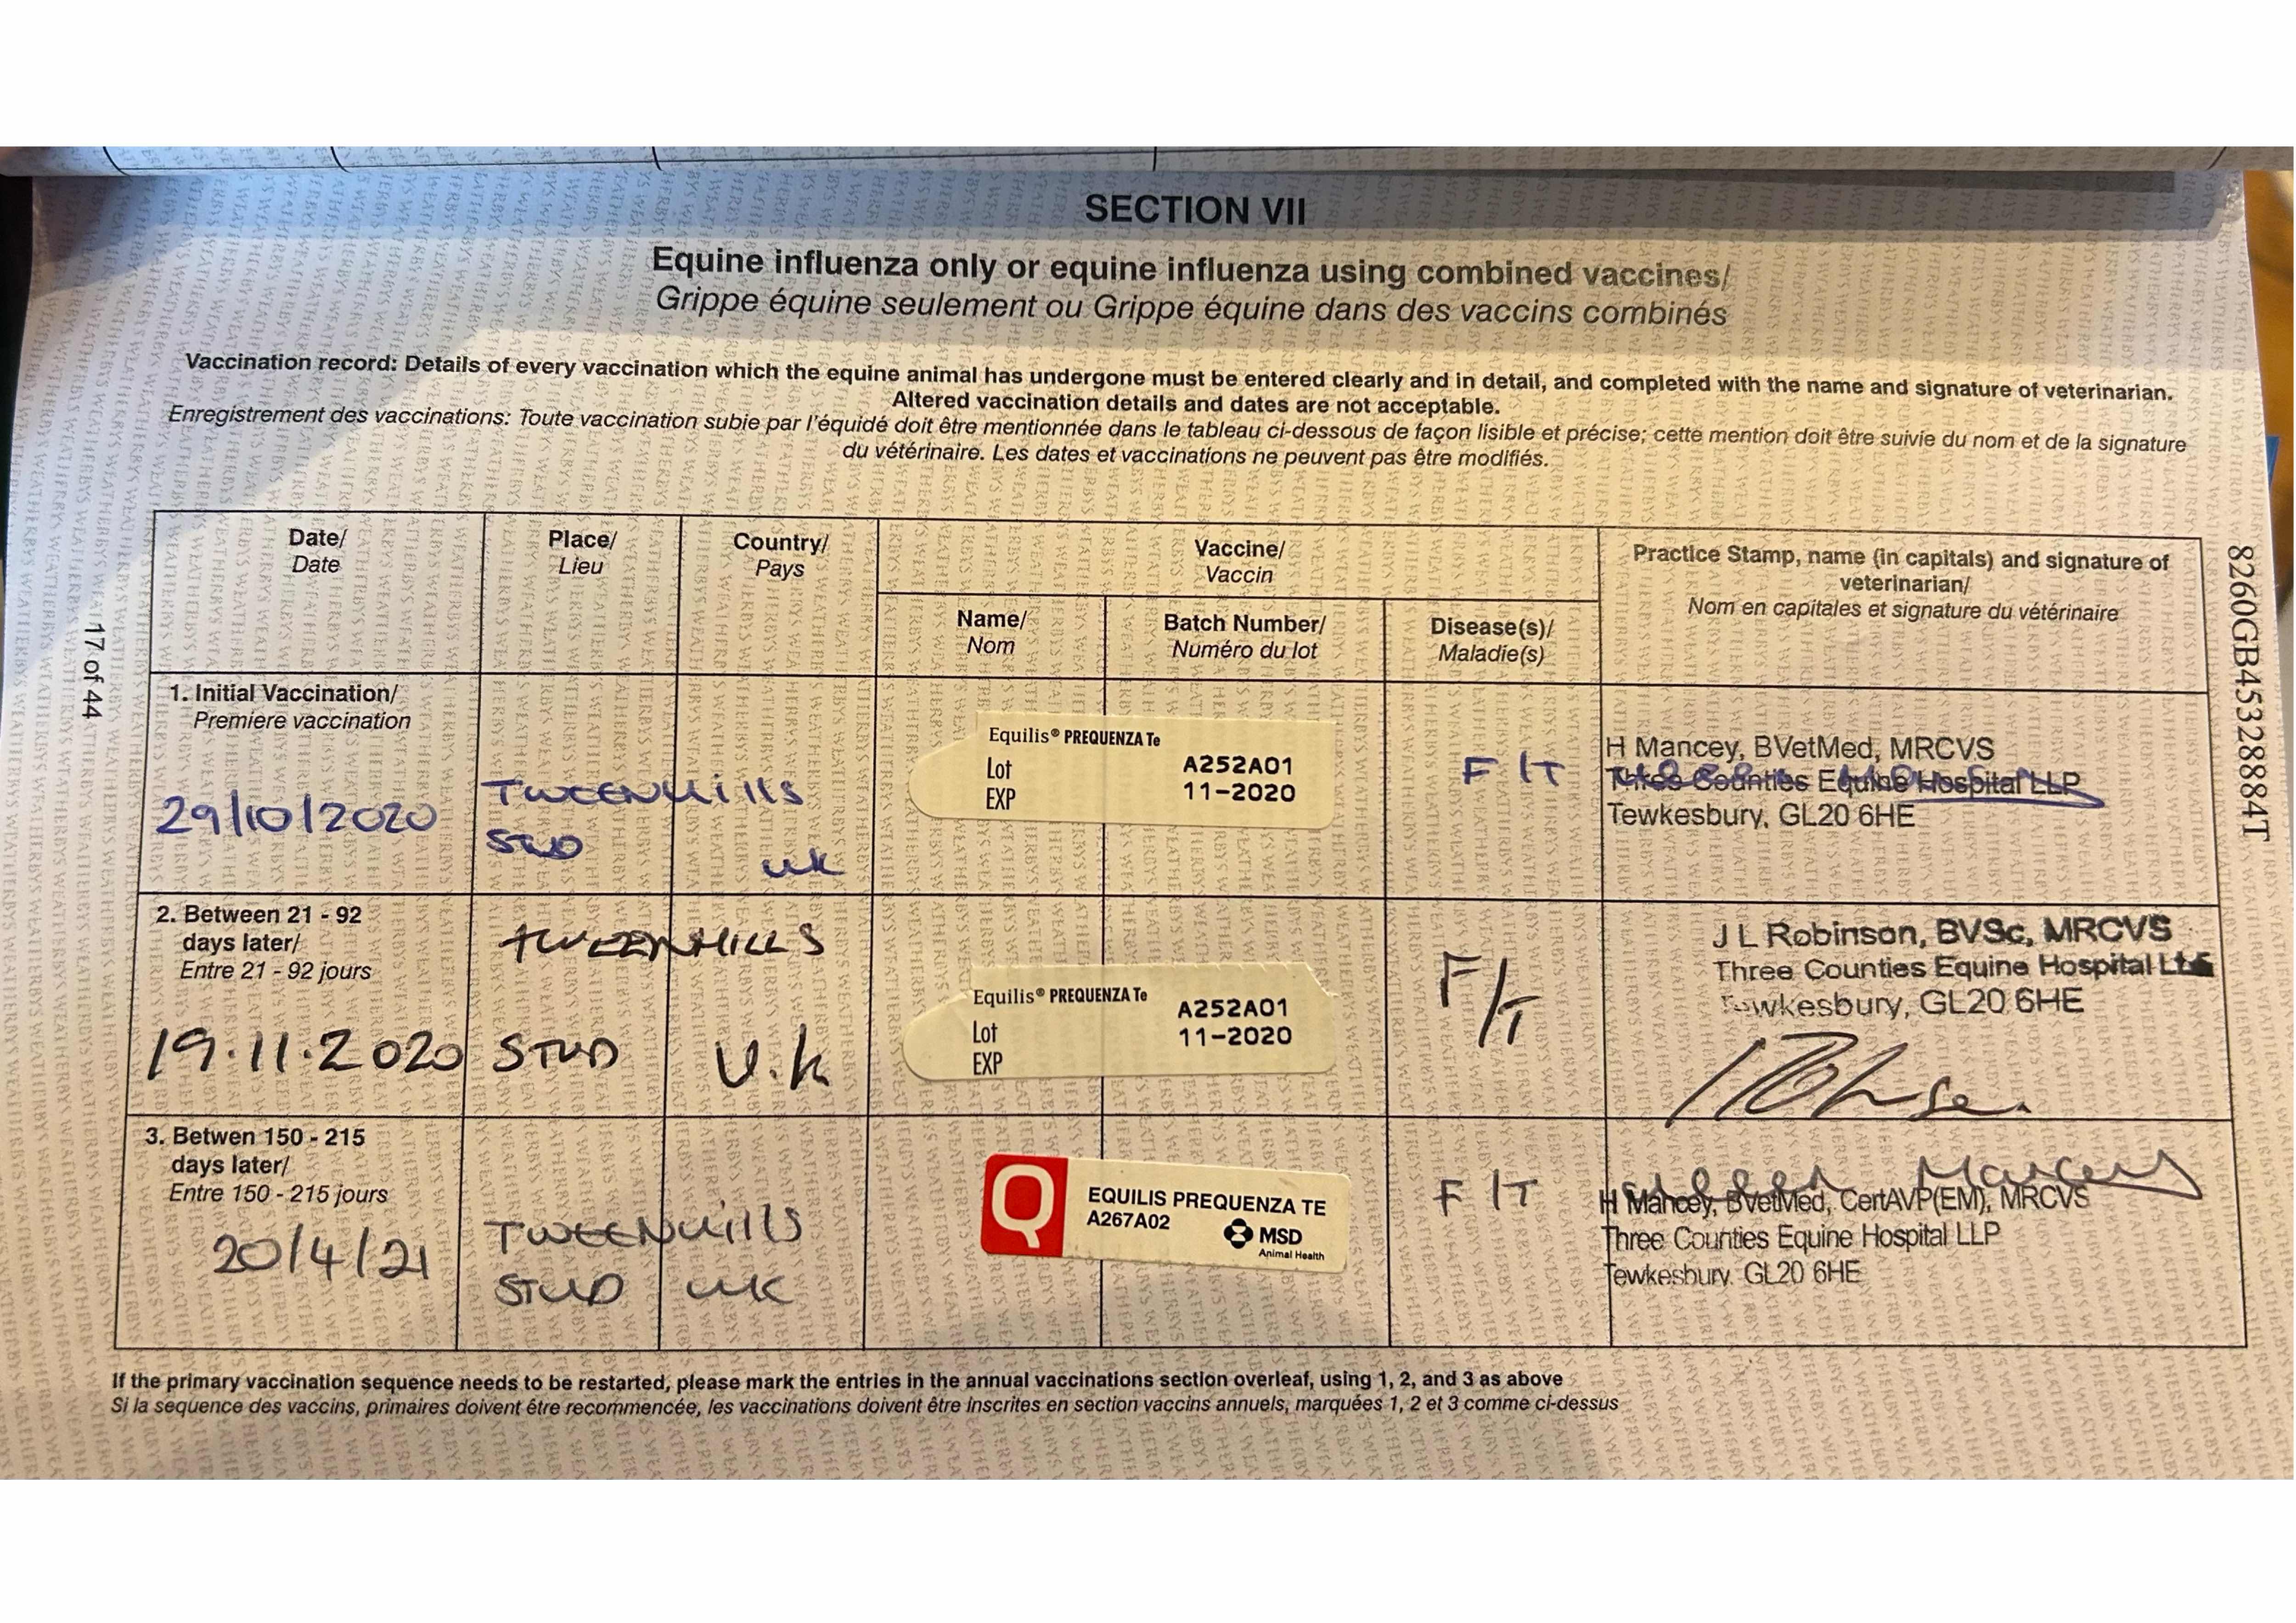 SECTION VII
Equine influenza only or equine influenza using combined vaccines/
Grippe équine seulement ou Grippe équine dans des vaccins combinés
Vaccination record: Details of every vaccination which the equine animal has undergone must be entered clearly and in detail, and completed with the name and signature of veterinarian.
Altered vaccination details and dates are not acceptable.
Enregistrement des vaccinations: Toute vaccination subie par l'équidé doit être mentionnée dans le tableau ci-dessous de façon lisible et précise; cette mention doit être suivie du nom et de la signature
du vétérinaire. Les dates et vaccinations ne peuvent pas être modifiés.
Date/
Date
Place/
Lieu
Country/
Pays
Vaccine/
Vaccin
Name/
Nom
Batch Number/
Numéro du lot
Disease(s)/
Maladie(s)
Practice Stamp, name (in capitals) and signature of
veterinarian/
Nom en capitales et signature du vétérinaire
1. Initial Vaccination/
Premiere vaccination
29/10/2020
TWEENHills
STUD
UK
Equilis® PREQUENZA Te
Lot A252A01
EXP 11-2020
F/T
H Mancey, BVetMed, MRCVS
Three Counties Equine Hospital LLP
Tewkesbury, GL20 6HE
2. Between 21 - 92
days later/
Entre 21 - 92 jours
19.11.2020
TWEENHILLS
STUD
U.K
Equilis® PREQUENZA Te
Lot A252A01
EXP 11-2020
F/T
J L Robinson, BVSc, MRCVS
Three Counties Equine Hospital
Tewkesbury, GL20 6HE
3. Betwen 150 - 215
days later/
Entre 150 - 215 jours
20/4/21
TWEENHills
STUD
UK
Q
EQUILIS PREQUENZA TE
A267A02
MSD
Animal Health
F/T
Mancey
H Mancey, BVetMed, CertAVP(EM), MRCVS
Three Counties Equine Hospital LLP
Tewkesbury. GL20 6HE
If the primary vaccination sequence needs to be restarted, please mark the entries in the annual vaccinations section overleaf, using 1, 2, and 3 as above
Si la sequence des vaccins, primaires doivent être recommencée, les vaccinations doivent être Inscrites en section vaccins annuels, marquées 1, 2 et 3 comme ci-dessus
17 of 44
8260GB45328884T
WEATHERBYS